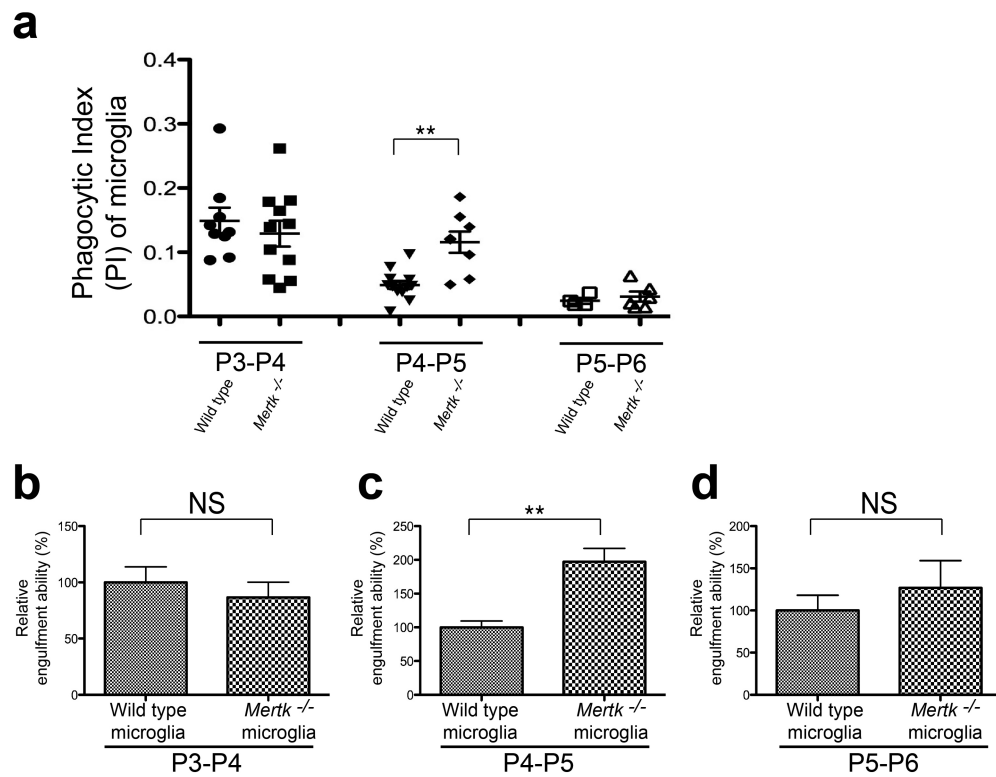 a
Phagocytic Index
(PI) of microglia
0.4
0.3
0.2
0.1
0.0
**
P3-P4
P4-P5
P5-P6
Wild type
Mertk -/-
Wild type
Mertk -/-
Wild type
Mertk -/-
b
NS
Relative
engulfment ability (%)
150
100
50
0
Wild type
microglia
Mertk -/-
microglia
P3-P4
c
**
Relative
engulfment ability (%)
250
200
150
100
50
0
Wild type
microglia
Mertk -/-
microglia
P4-P5
d
NS
Relative
engulfment ability (%)
200
150
100
50
0
Wild type
microglia
Mertk -/-
microglia
P5-P6